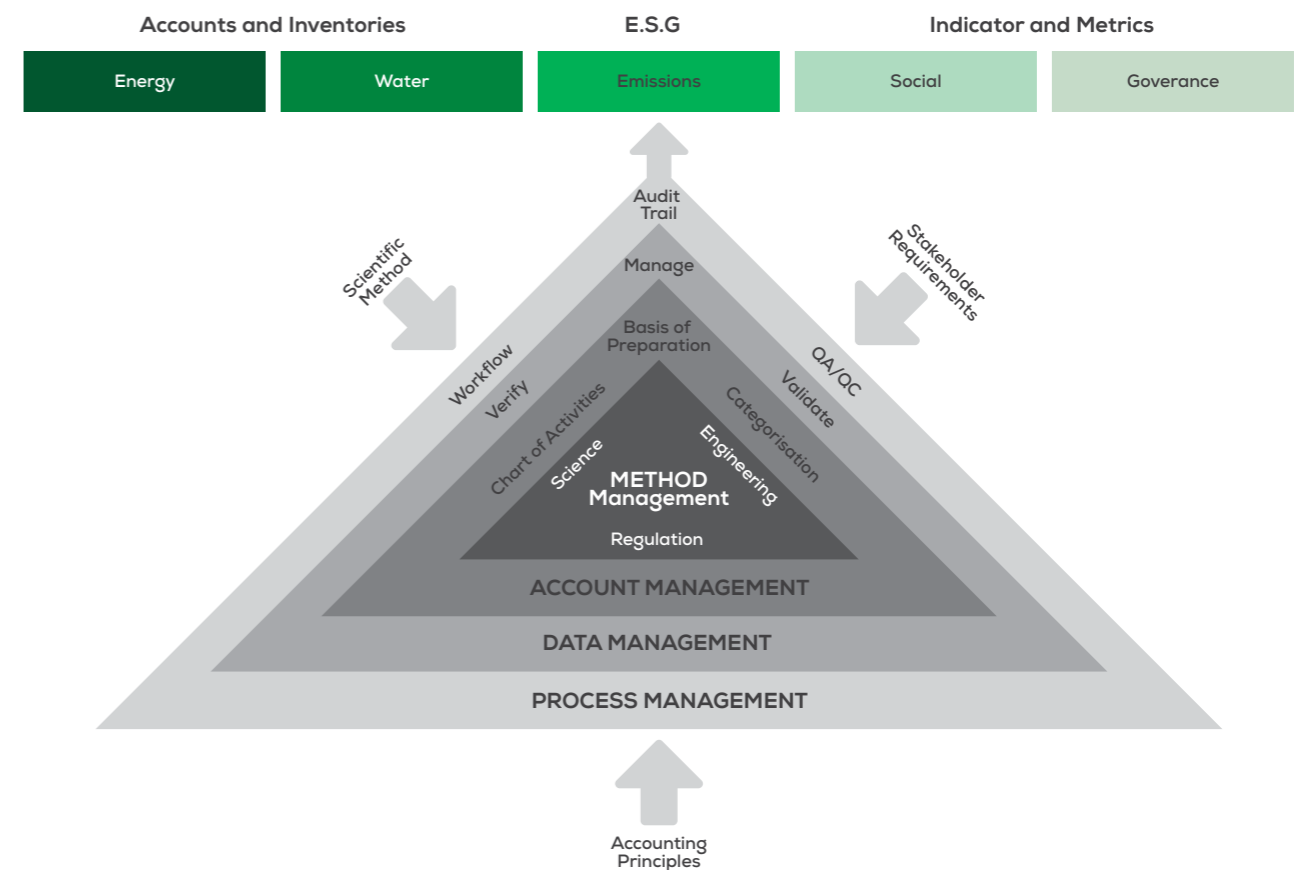 Accounts and Inventories
E.S.G
Indicator and Metrics
Energy
Water
Emissions
Social
Goverance
Audit
Trail
Manage
Scientific
Method
Stakeholder
Requirements
Basis of
Preparation
Workflow
Verify
QA/QC
Validate
Chart of Activities
Categorisation
Science
Engineering
METHOD
Management
Regulation
ACCOUNT MANAGEMENT
DATA MANAGEMENT
PROCESS MANAGEMENT
Accounting
Principles